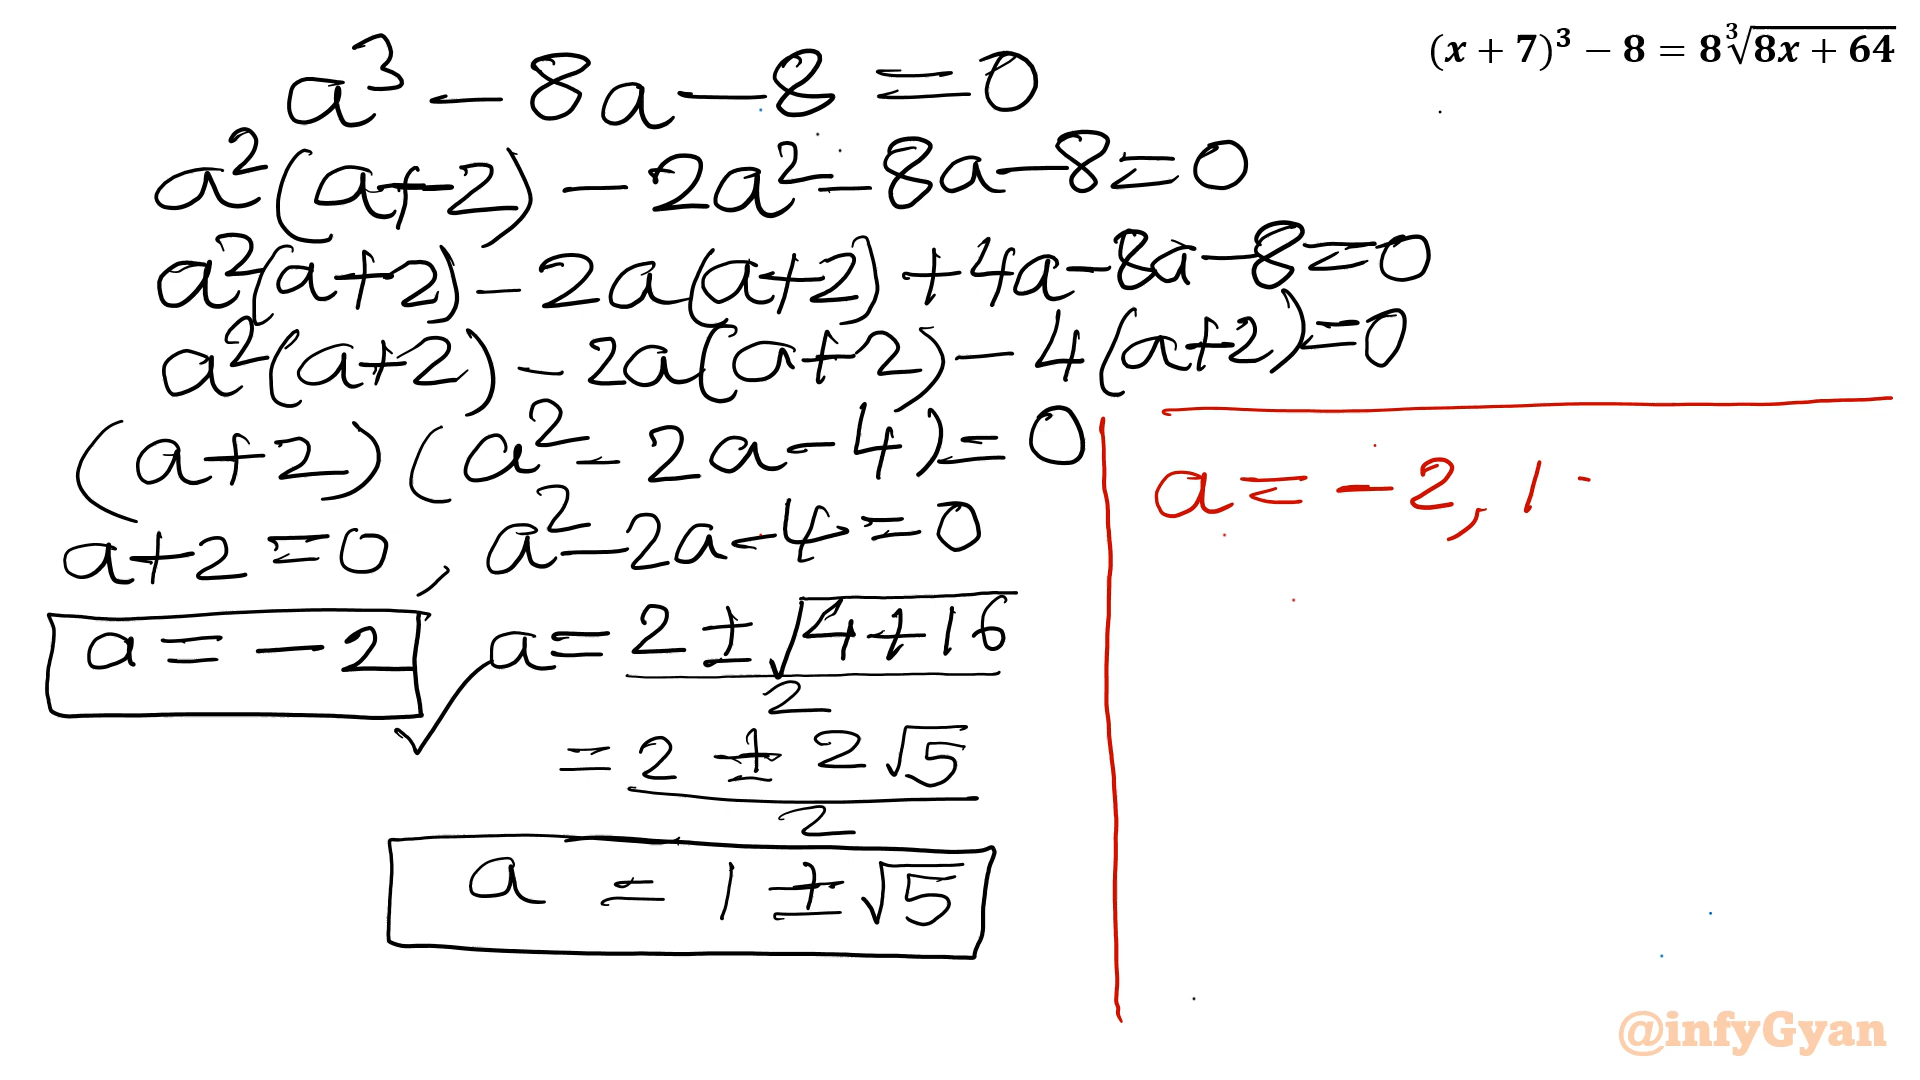 (x + 7)³ − 8 = 8∛(8x + 64)
a³ − 8a − 8 = 0
a²(a+2) − 2a² − 8a − 8 = 0
a²(a+2) − 2a(a+2) + 4a − 8a − 8 = 0
a²(a+2) − 2a(a+2) − 4(a+2) = 0
(a+2)(a² − 2a − 4) = 0
a+2 = 0, a² − 2a − 4 = 0
a = −2
a = (2 ± √(4+16))/2
= (2 ± 2√5)/2
a = 1 ± √5
a = −2, 1 -
@infyGyan